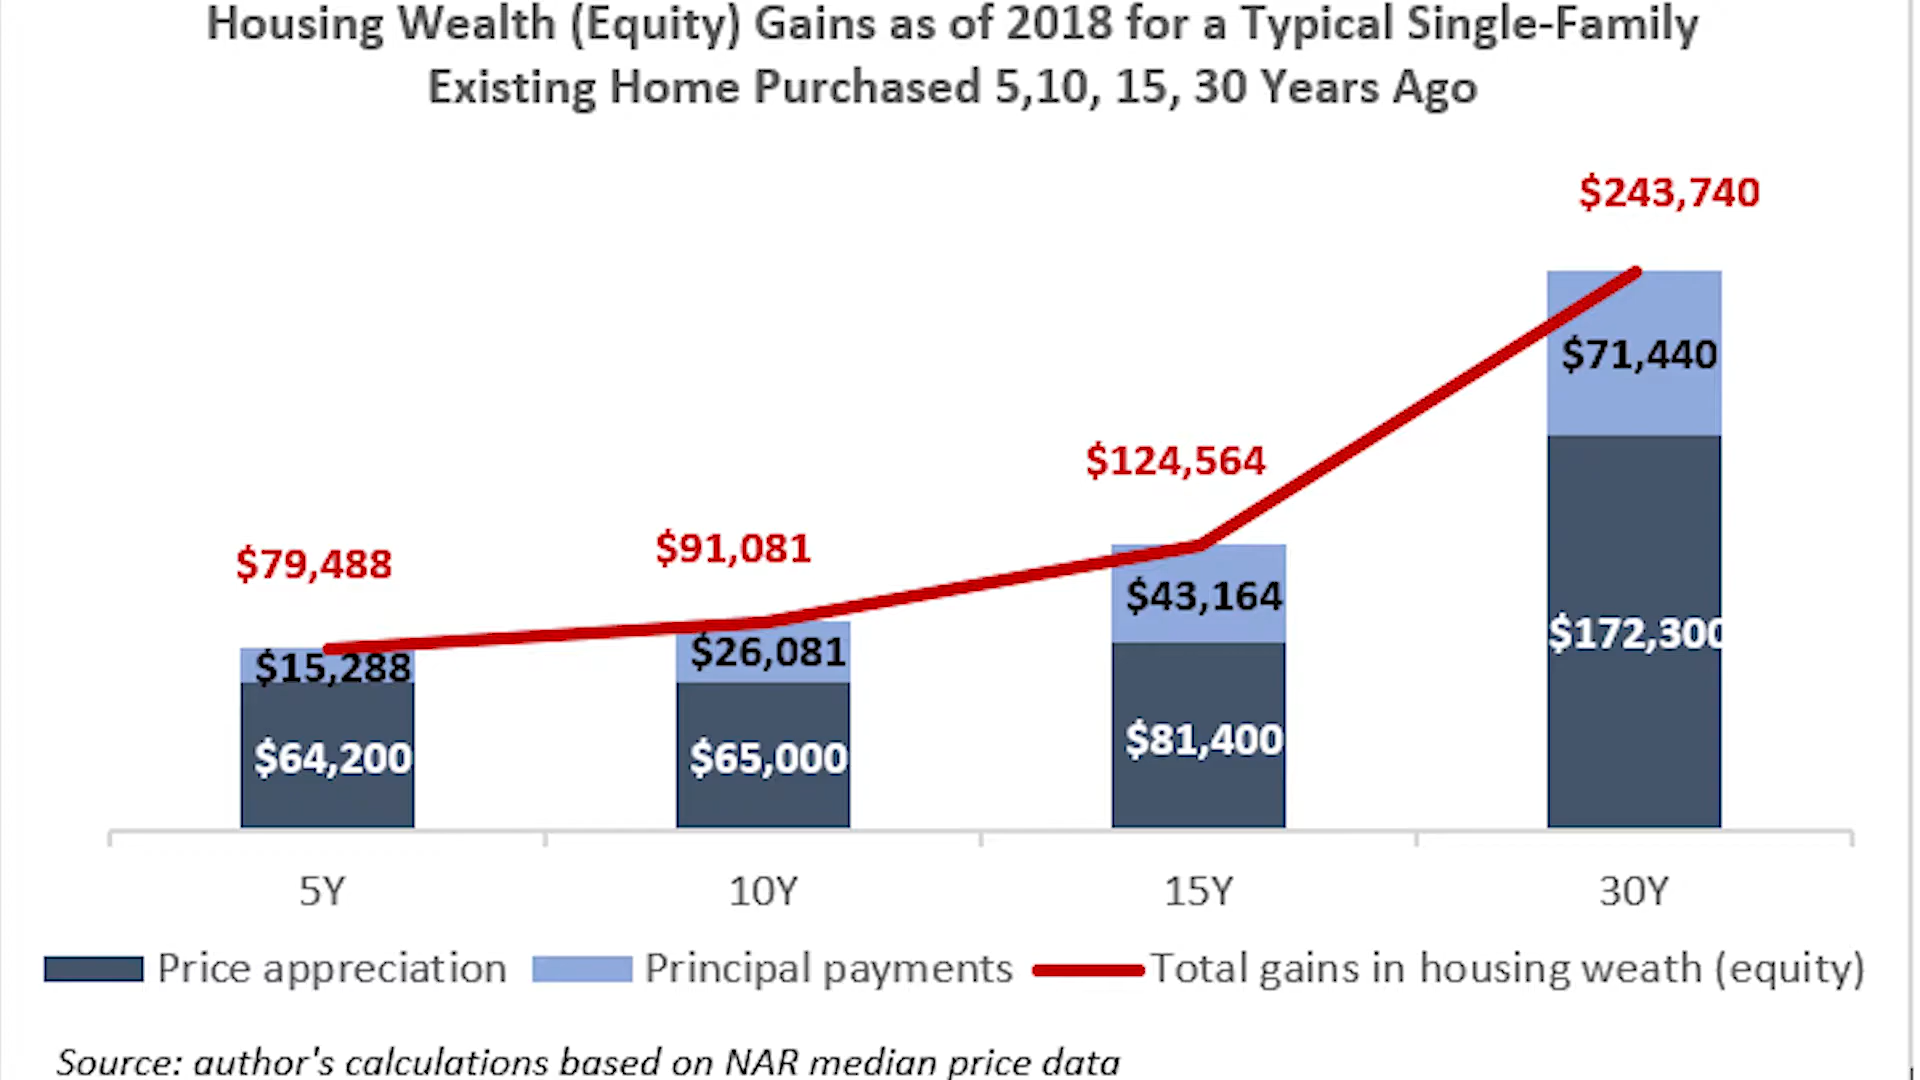 Housing Wealth (Equity) Gains as of 2018 for a Typical Single-Family
Existing Home Purchased 5,10, 15, 30 Years Ago
$243,740
$71,440
$124,564
$79,488
$91,081
$43,164
$172,300
$15,288
$26,081
$64,200
$65,000
$81,400
5Y
10Y
15Y
30Y
Price appreciation
Principal payments
Total gains in housing weath (equity)
Source: author's calculations based on NAR median price data